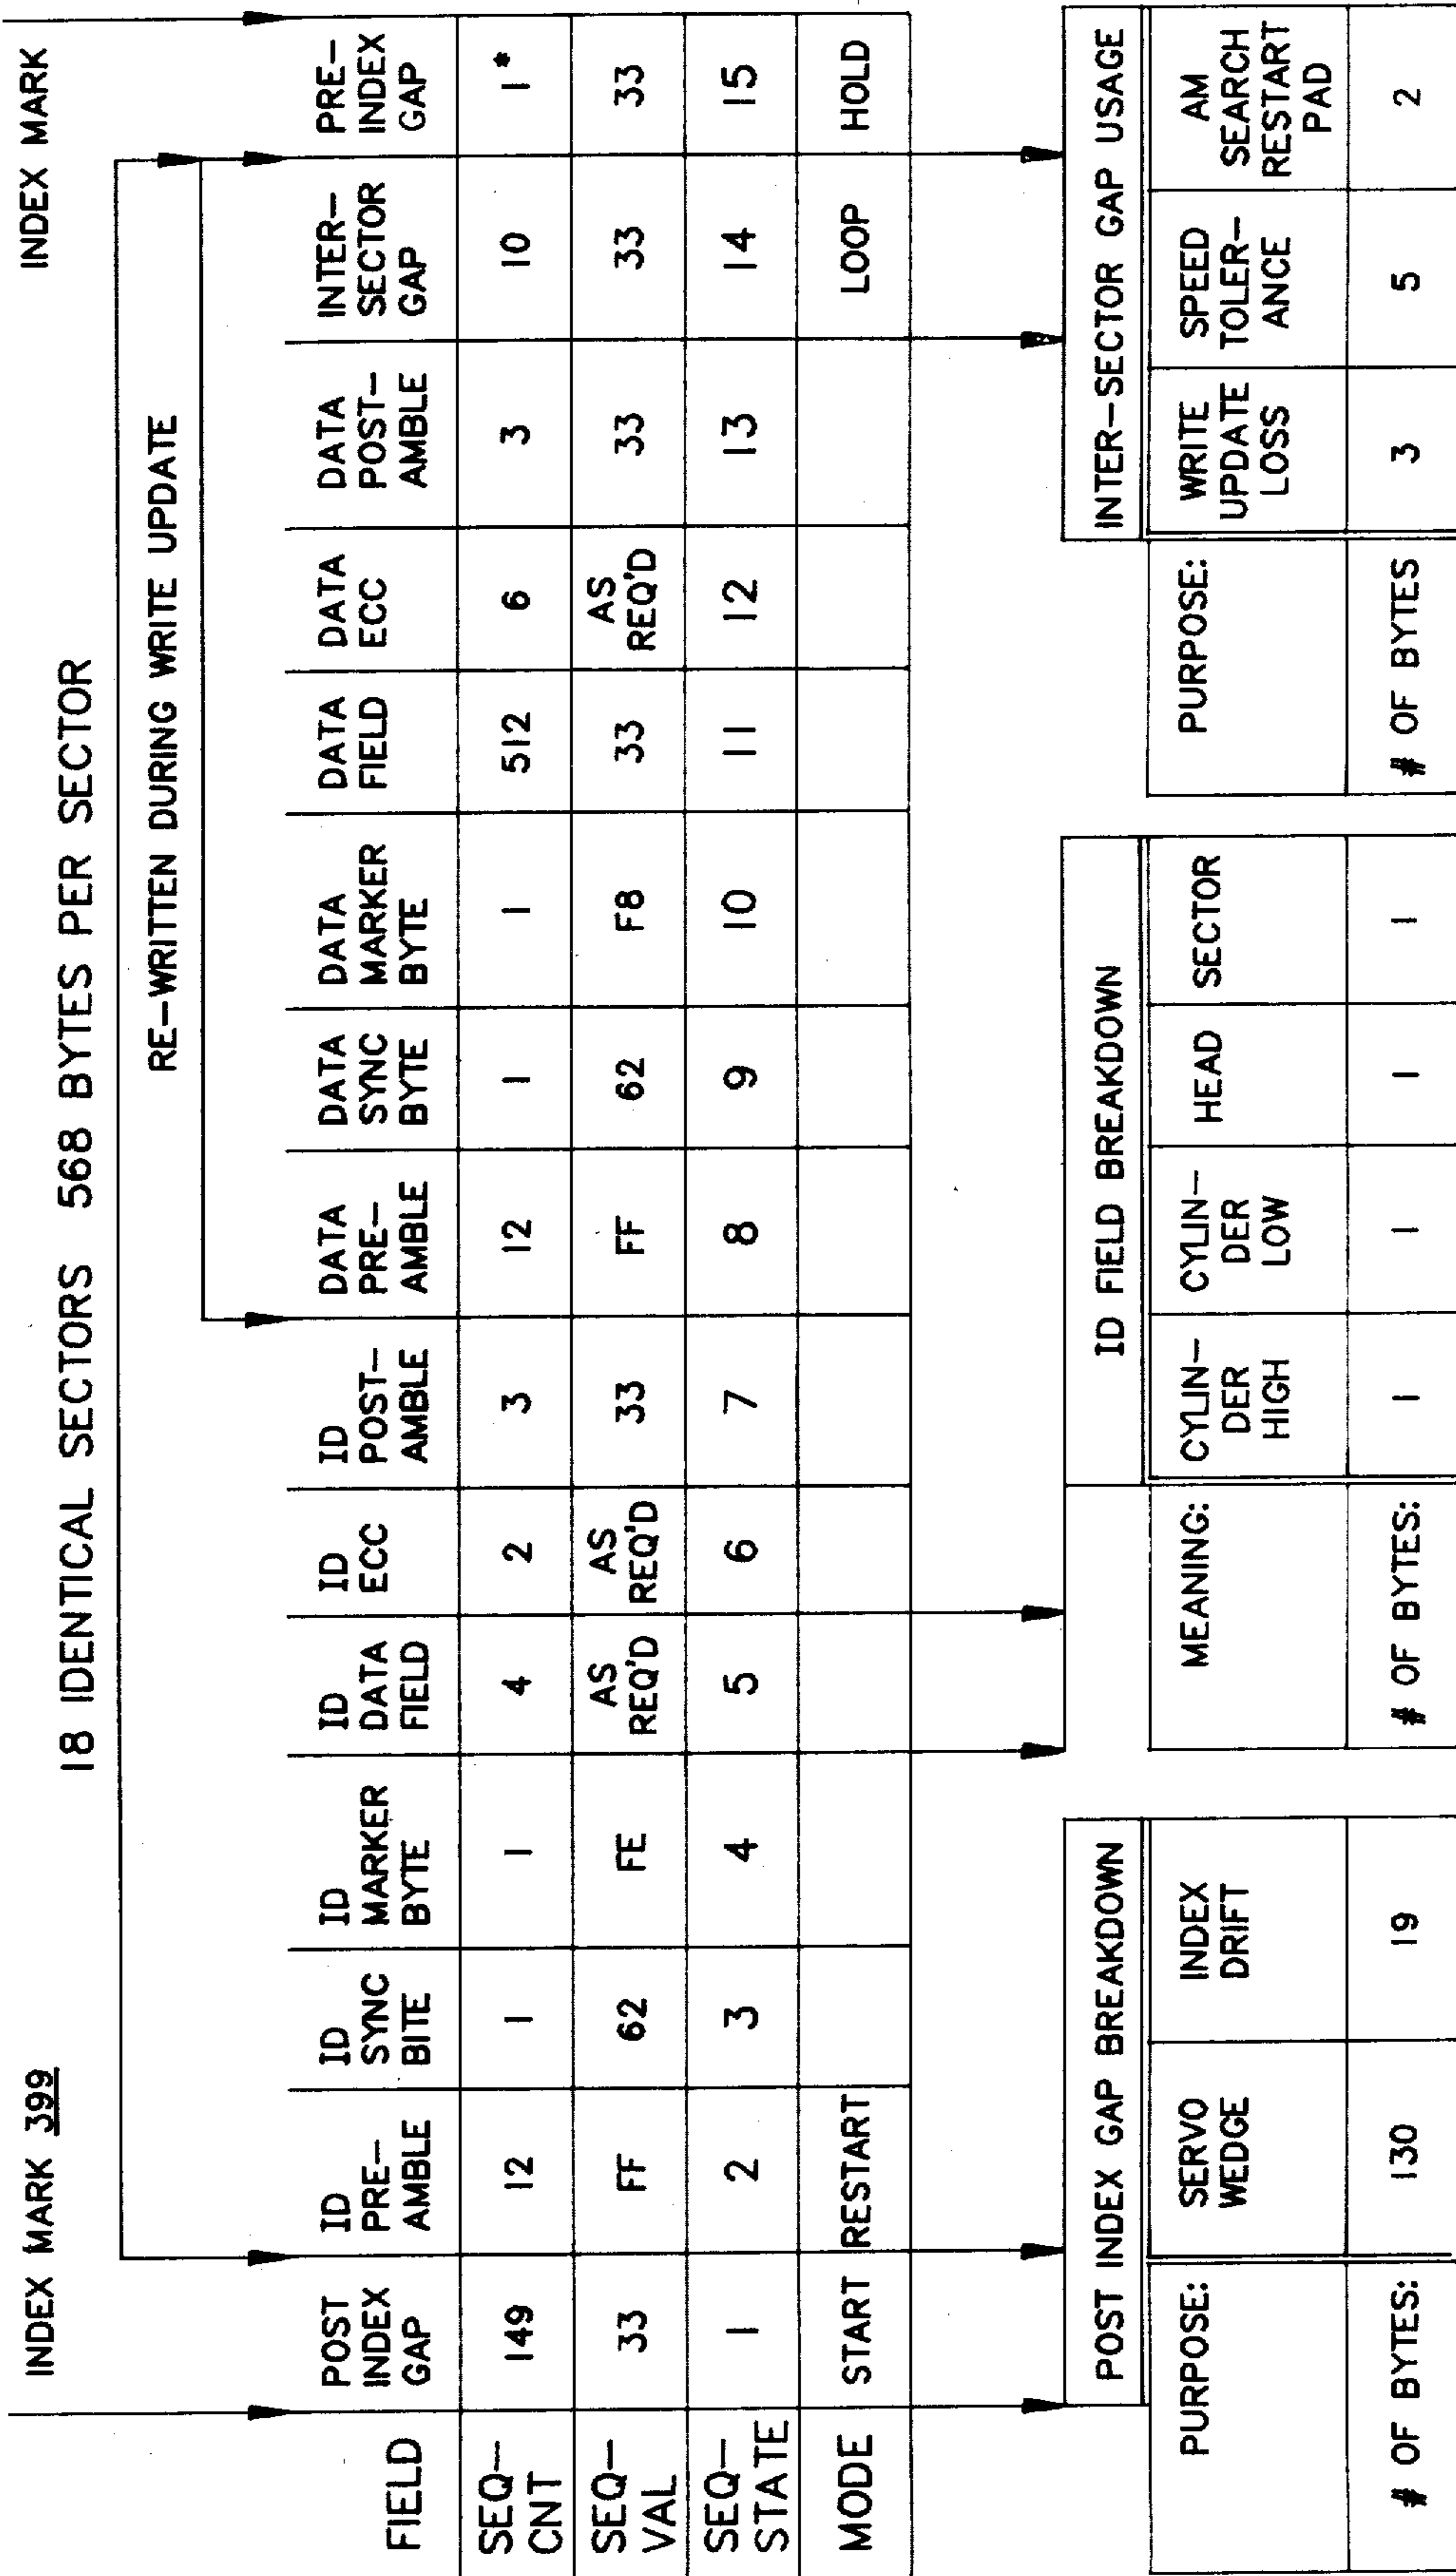 INDEX MARK 399
INDEX MARK
18 IDENTICAL SECTORS 568 BYTES PER SECTOR
RE-WRITTEN DURING WRITE UPDATE
FIELD
POST
INDEX
GAP
ID
PRE-
AMBLE
ID
SYNC
BITE
ID
MARKER
BYTE
ID
DATA
FIELD
ID
ECC
ID
POST-
AMBLE
DATA
PRE-
AMBLE
DATA
SYNC
BYTE
DATA
MARKER
BYTE
DATA
FIELD
DATA
ECC
DATA
POST-
AMBLE
INTER-
SECTOR
GAP
PRE-
INDEX
GAP
SEQ-
CNT
149 12 1 1 4 2 3 12 1 1 512 6 3 10 1*
SEQ-
VAL
33 FF 62 FE
AS
REQ'D
AS
REQ'D
33 FF 62 F8 33
AS
REQ'D
33 33 33
SEQ-
STATE
1 2 3 4 5 6 7 8 9 10 11 12 13 14 15
MODE START RESTART LOOP HOLD
POST INDEX GAP BREAKDOWN
PURPOSE:
SERVO
WEDGE
INDEX
DRIFT
# OF BYTES: 130 19
ID FIELD BREAKDOWN
MEANING:
CYLIN-
DER
HIGH
CYLIN-
DER
LOW
HEAD
SECTOR
# OF BYTES: 1 1 1 1
INTER-SECTOR GAP USAGE
PURPOSE:
WRITE
UPDATE
LOSS
SPEED
TOLER-
ANCE
AM
SEARCH
RESTART
PAD
# OF BYTES 3 5 2